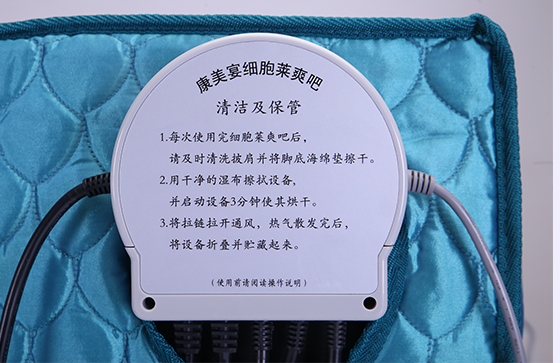 康美宴细胞莱爽吧
清洁及保管
1.每次使用完细胞莱爽吧后，
请及时清洗披肩并将脚底海绵垫擦干。
2.用干净的湿布擦拭设备，
并启动设备3分钟使其烘干。
3.将拉链拉开通风，热气散发完后，
将设备折叠并贮藏起来。
（使用前请阅读操作说明）